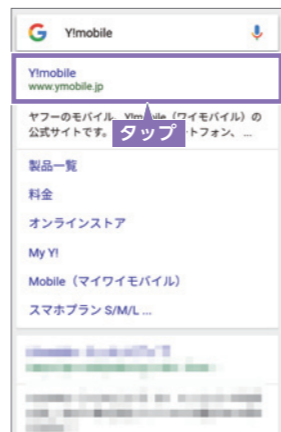 G Y!mobile
Y!mobile
www.ymobile.jp
ヤフーのモバイル、Y!mobile（ワイモバイル）の
公式サイトです。 トフォン、 ...
タップ
製品一覧
料金
オンラインストア
My Y!
Mobile（マイワイモバイル）
スマホプラン S/M/L ...